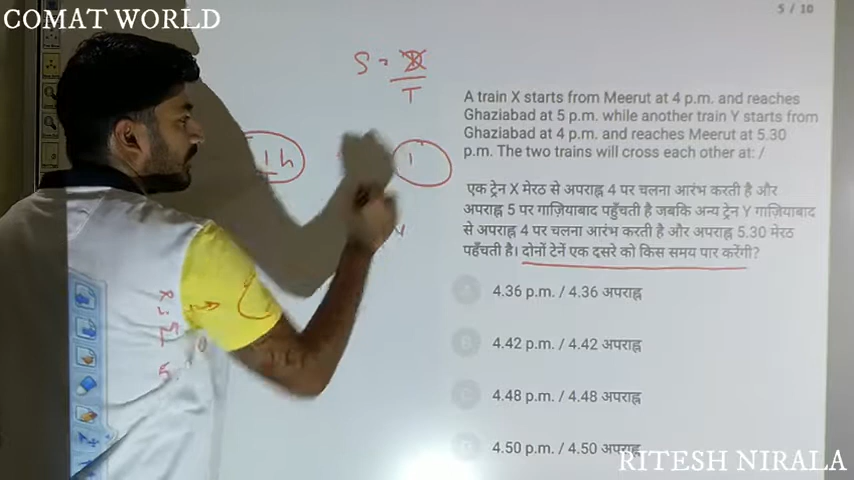 COMAT WORLD
5 / 10
S = D
T
1 h
1
A train X starts from Meerut at 4 p.m. and reaches
Ghaziabad at 5 p.m. while another train Y starts from
Ghaziabad at 4 p.m. and reaches Meerut at 5.30
p.m. The two trains will cross each other at: /
एक ट्रेन X मेरठ से अपराह्न 4 पर चलना आरंभ करती है और
अपराह्न 5 पर गाज़ियाबाद पहुँचती है जबकि अन्य ट्रेन Y गाज़ियाबाद
से अपराह्न 4 पर चलना आरंभ करती है और अपराह्न 5.30 मेरठ
पहँचती है। दोनों टेनें एक दसरे को किस समय पार करेंगी?
A 4.36 p.m. / 4.36 अपराह्न
B 4.42 p.m. / 4.42 अपराह्न
C 4.48 p.m. / 4.48 अपराह्न
4.50 p.m. / 4.50 अपराह्न
RITESH NIRALA